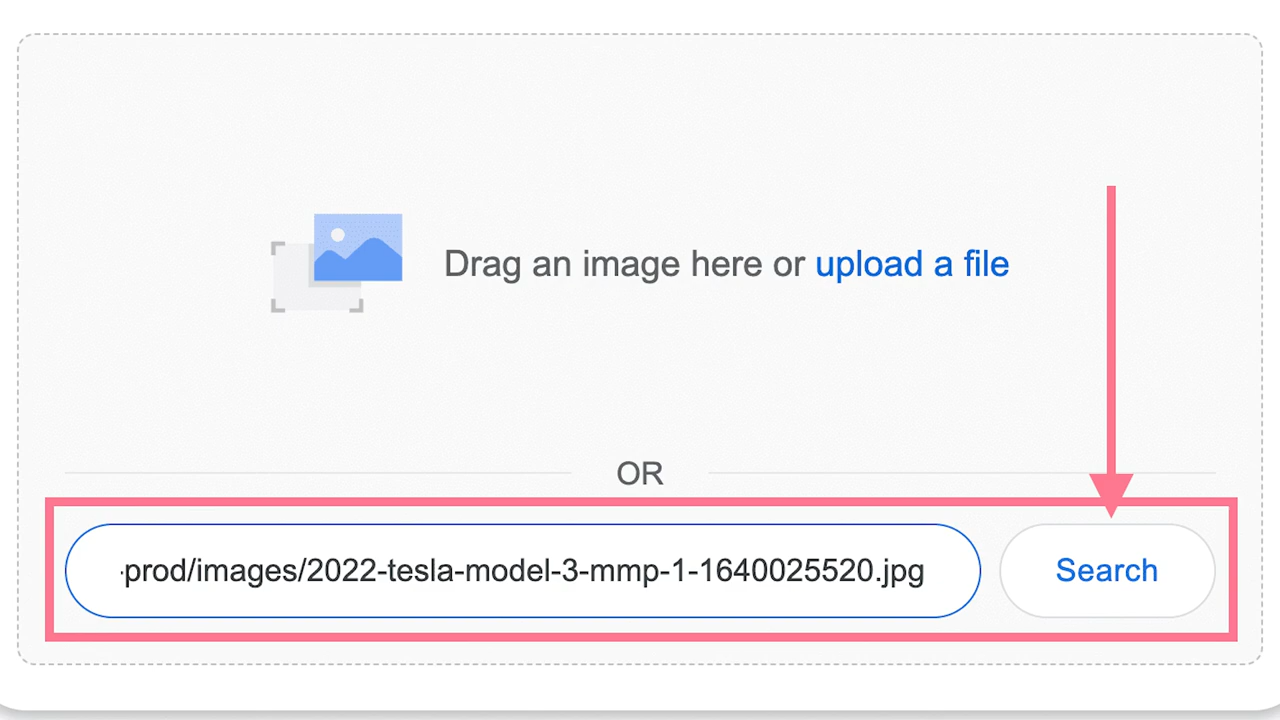 Drag an image here or upload a file
OR
-prod/images/2022-tesla-model-3-mmp-1-1640025520.jpg
Search